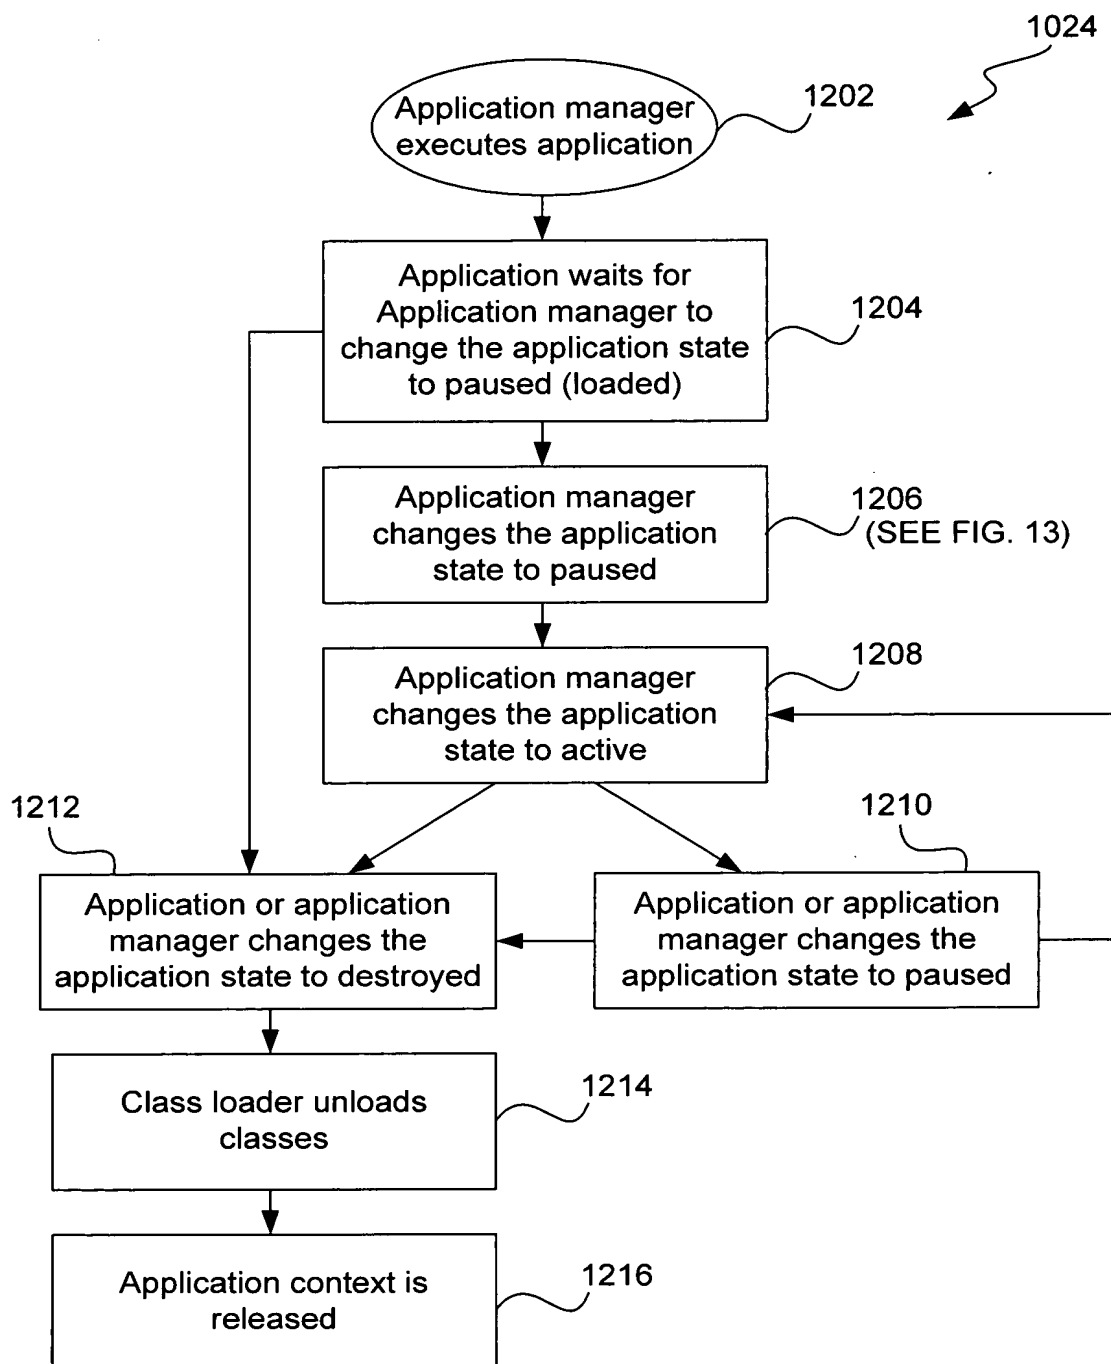 1024
Application manager
executes application
1202
Application waits for
Application manager to
change the application state
to paused (loaded)
1204
Application manager
changes the application
state to paused
1206
(SEE FIG. 13)
Application manager
changes the application
state to active
1208
1212
1210
Application or application
manager changes the
application state to destroyed
Application or application
manager changes the
application state to paused
Class loader unloads
classes
1214
Application context is
released
1216